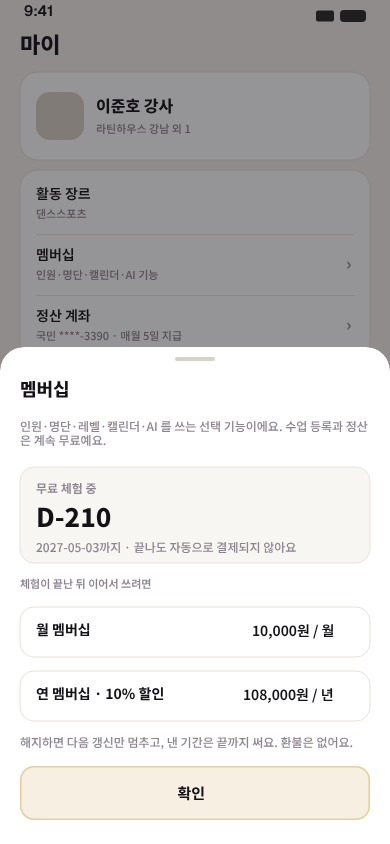 9:41
마이
이준호 강사
라틴하우스 강남 외 1
활동 장르
댄스스포츠
멤버십
인원·명단·캘린더·AI 기능
›
정산 계좌
국민 ****-3390 · 매월 5일 지급
›
멤버십
인원·명단·레벨·캘린더·AI 를 쓰는 선택 기능이에요. 수업 등록과 정산
은 계속 무료예요.
무료 체험 중
D-210
2027-05-03까지 · 끝나도 자동으로 결제되지 않아요
체험이 끝난 뒤 이어서 쓰려면
월 멤버십 10,000원 / 월
연 멤버십 · 10% 할인 108,000원 / 년
해지하면 다음 갱신만 멈추고, 낸 기간은 끝까지 써요. 환불은 없어요.
확인